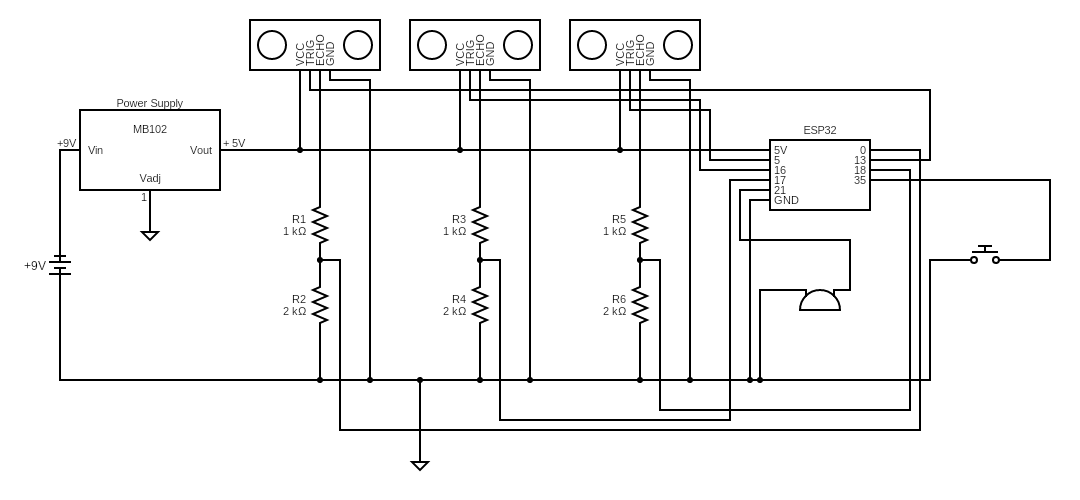 VCC
TRIG
ECHO
GND
VCC
TRIG
ECHO
GND
VCC
TRIG
ECHO
GND
Power Supply
MB102
+9V
Vin
Vout
+ 5V
Vadj
1
ESP32
5V
5
16
17
21
GND
0
13
18
35
R1
1 kΩ
R3
1 kΩ
R5
1 kΩ
+9V
R2
2 kΩ
R4
2 kΩ
R6
2 kΩ